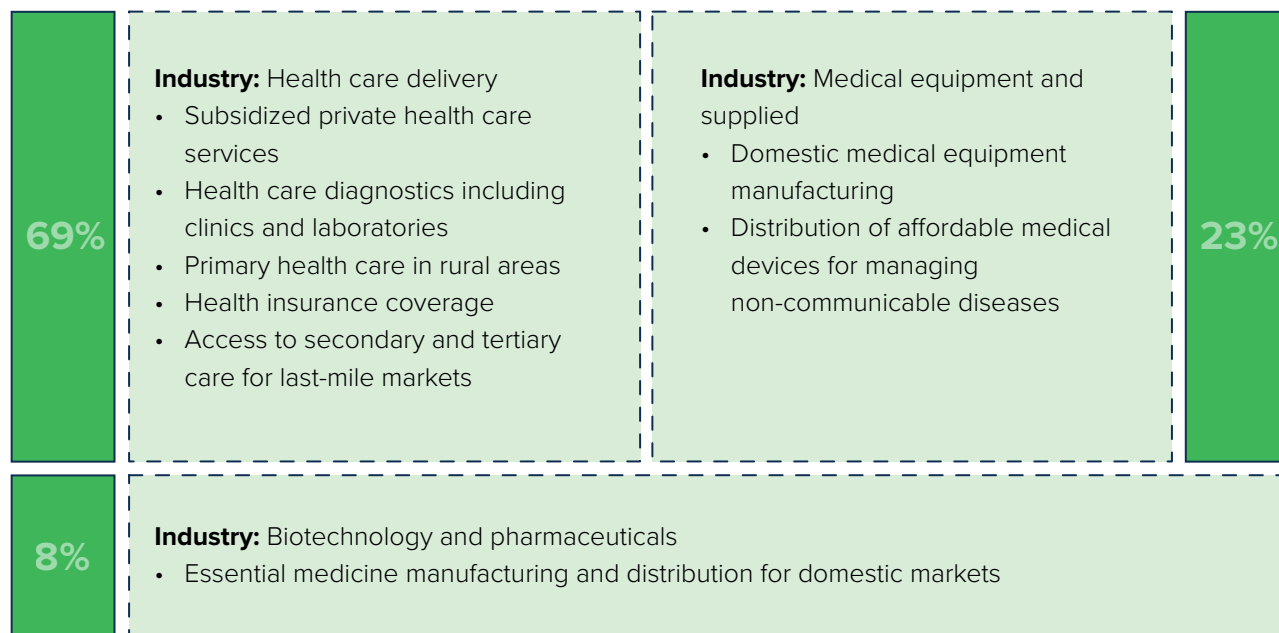 69%
Industry: Health care delivery
• Subsidized private health care
services
• Health care diagnostics including
clinics and laboratories
• Primary health care in rural areas
• Health insurance coverage
• Access to secondary and tertiary
care for last-mile markets
Industry: Medical equipment and
supplied
• Domestic medical equipment
manufacturing
• Distribution of affordable medical
devices for managing
non-communicable diseases
23%
8%
Industry: Biotechnology and pharmaceuticals
• Essential medicine manufacturing and distribution for domestic markets